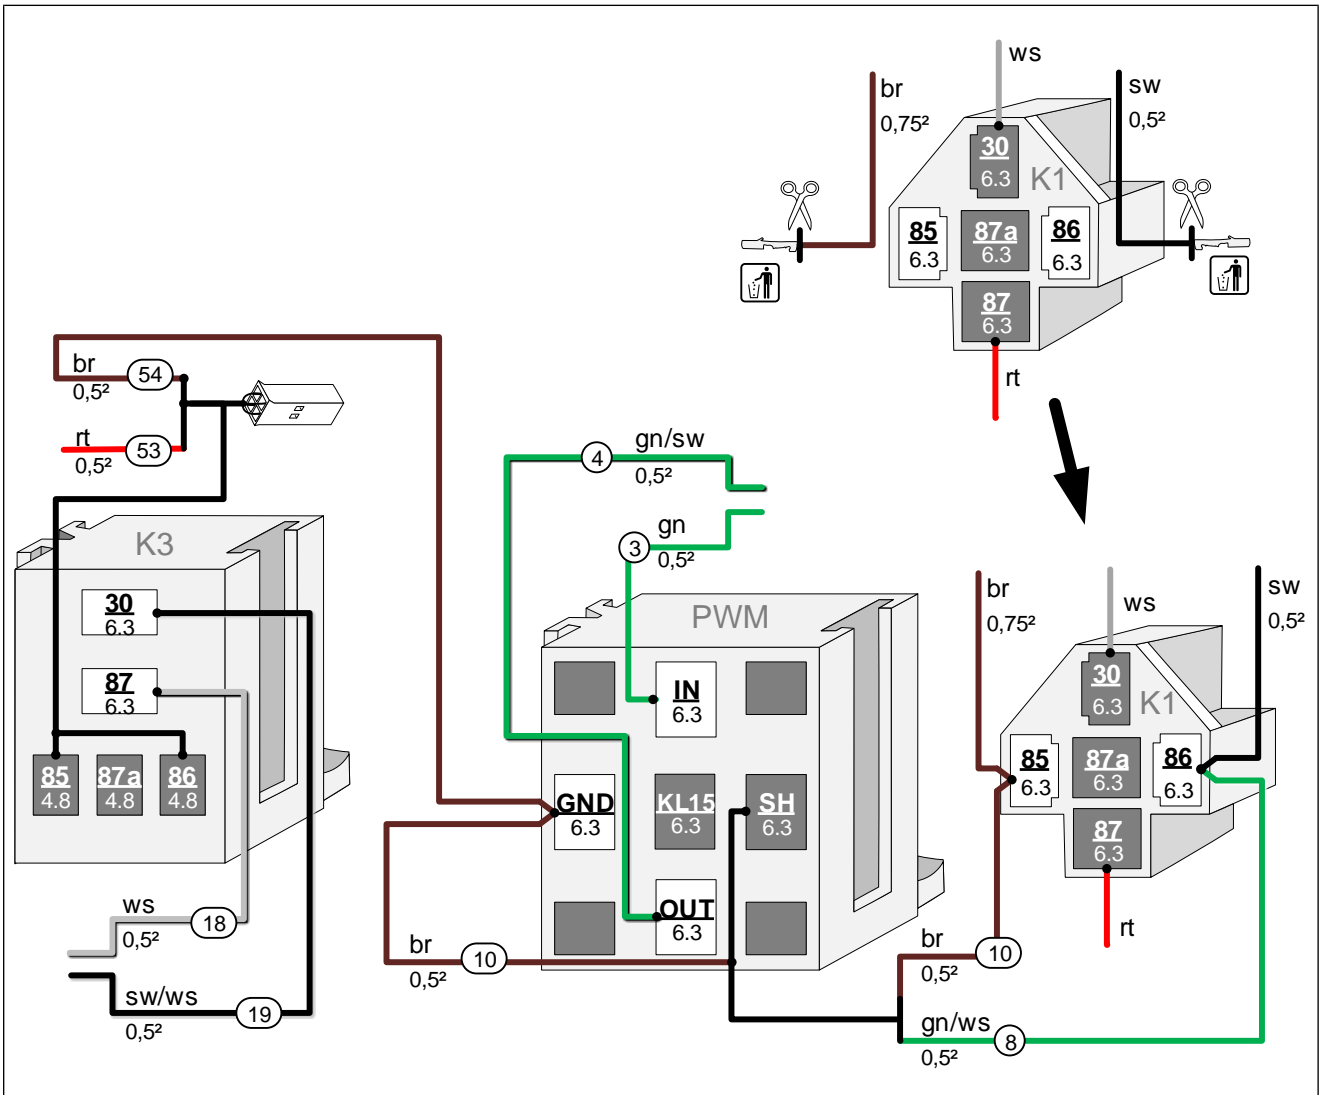 ws
br
0,75²
sw
0,5²
30
6.3
K1
85
6.3
87a
6.3
86
6.3
87
6.3
rt
br
0,5²
54
rt
0,5²
53
K3
30
6.3
87
6.3
85
4.8
87a
4.8
86
4.8
ws
0,5²
18
sw/ws
0,5²
19
4
gn/sw
0,5²
3
gn
0,5²
PWM
IN
6.3
GND
6.3
KL15
6.3
SH
6.3
OUT
6.3
br
0,5²
10
br
0,75²
ws
sw
0,5²
30
6.3
K1
85
6.3
87a
6.3
86
6.3
87
6.3
rt
br
0,5²
10
gn/ws
0,5²
8